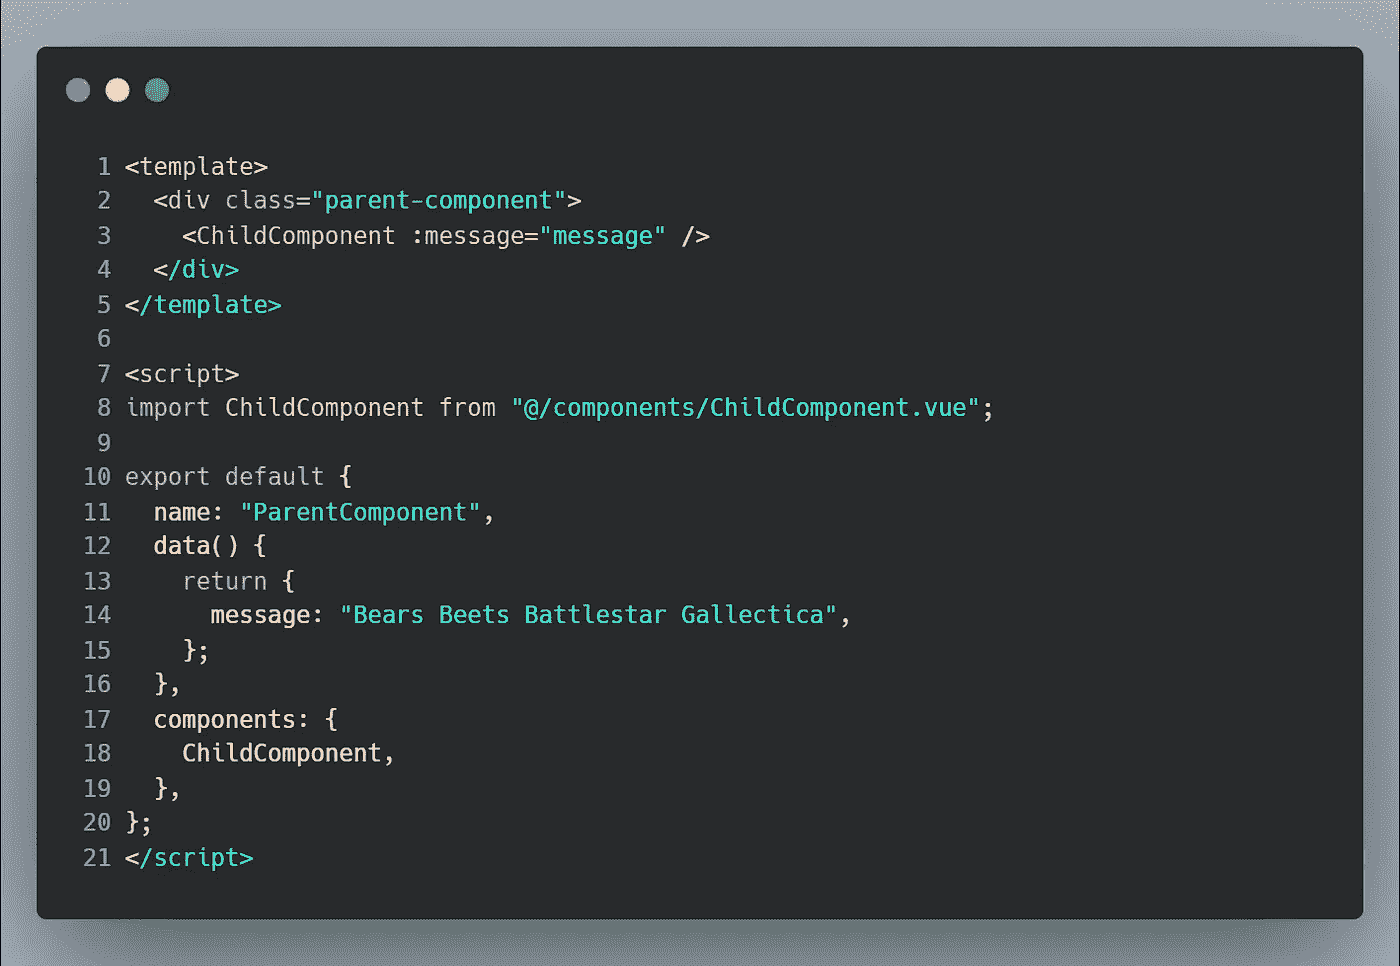 1 <template>
2   <div class="parent-component">
3     <ChildComponent :message="message" />
4   </div>
5 </template>
6
7 <script>
8 import ChildComponent from "@/components/ChildComponent.vue";
9
10 export default {
11   name: "ParentComponent",
12   data() {
13     return {
14       message: "Bears Beets Battlestar Gallectica",
15     };
16   },
17   components: {
18     ChildComponent,
19   },
20 };
21 </script>